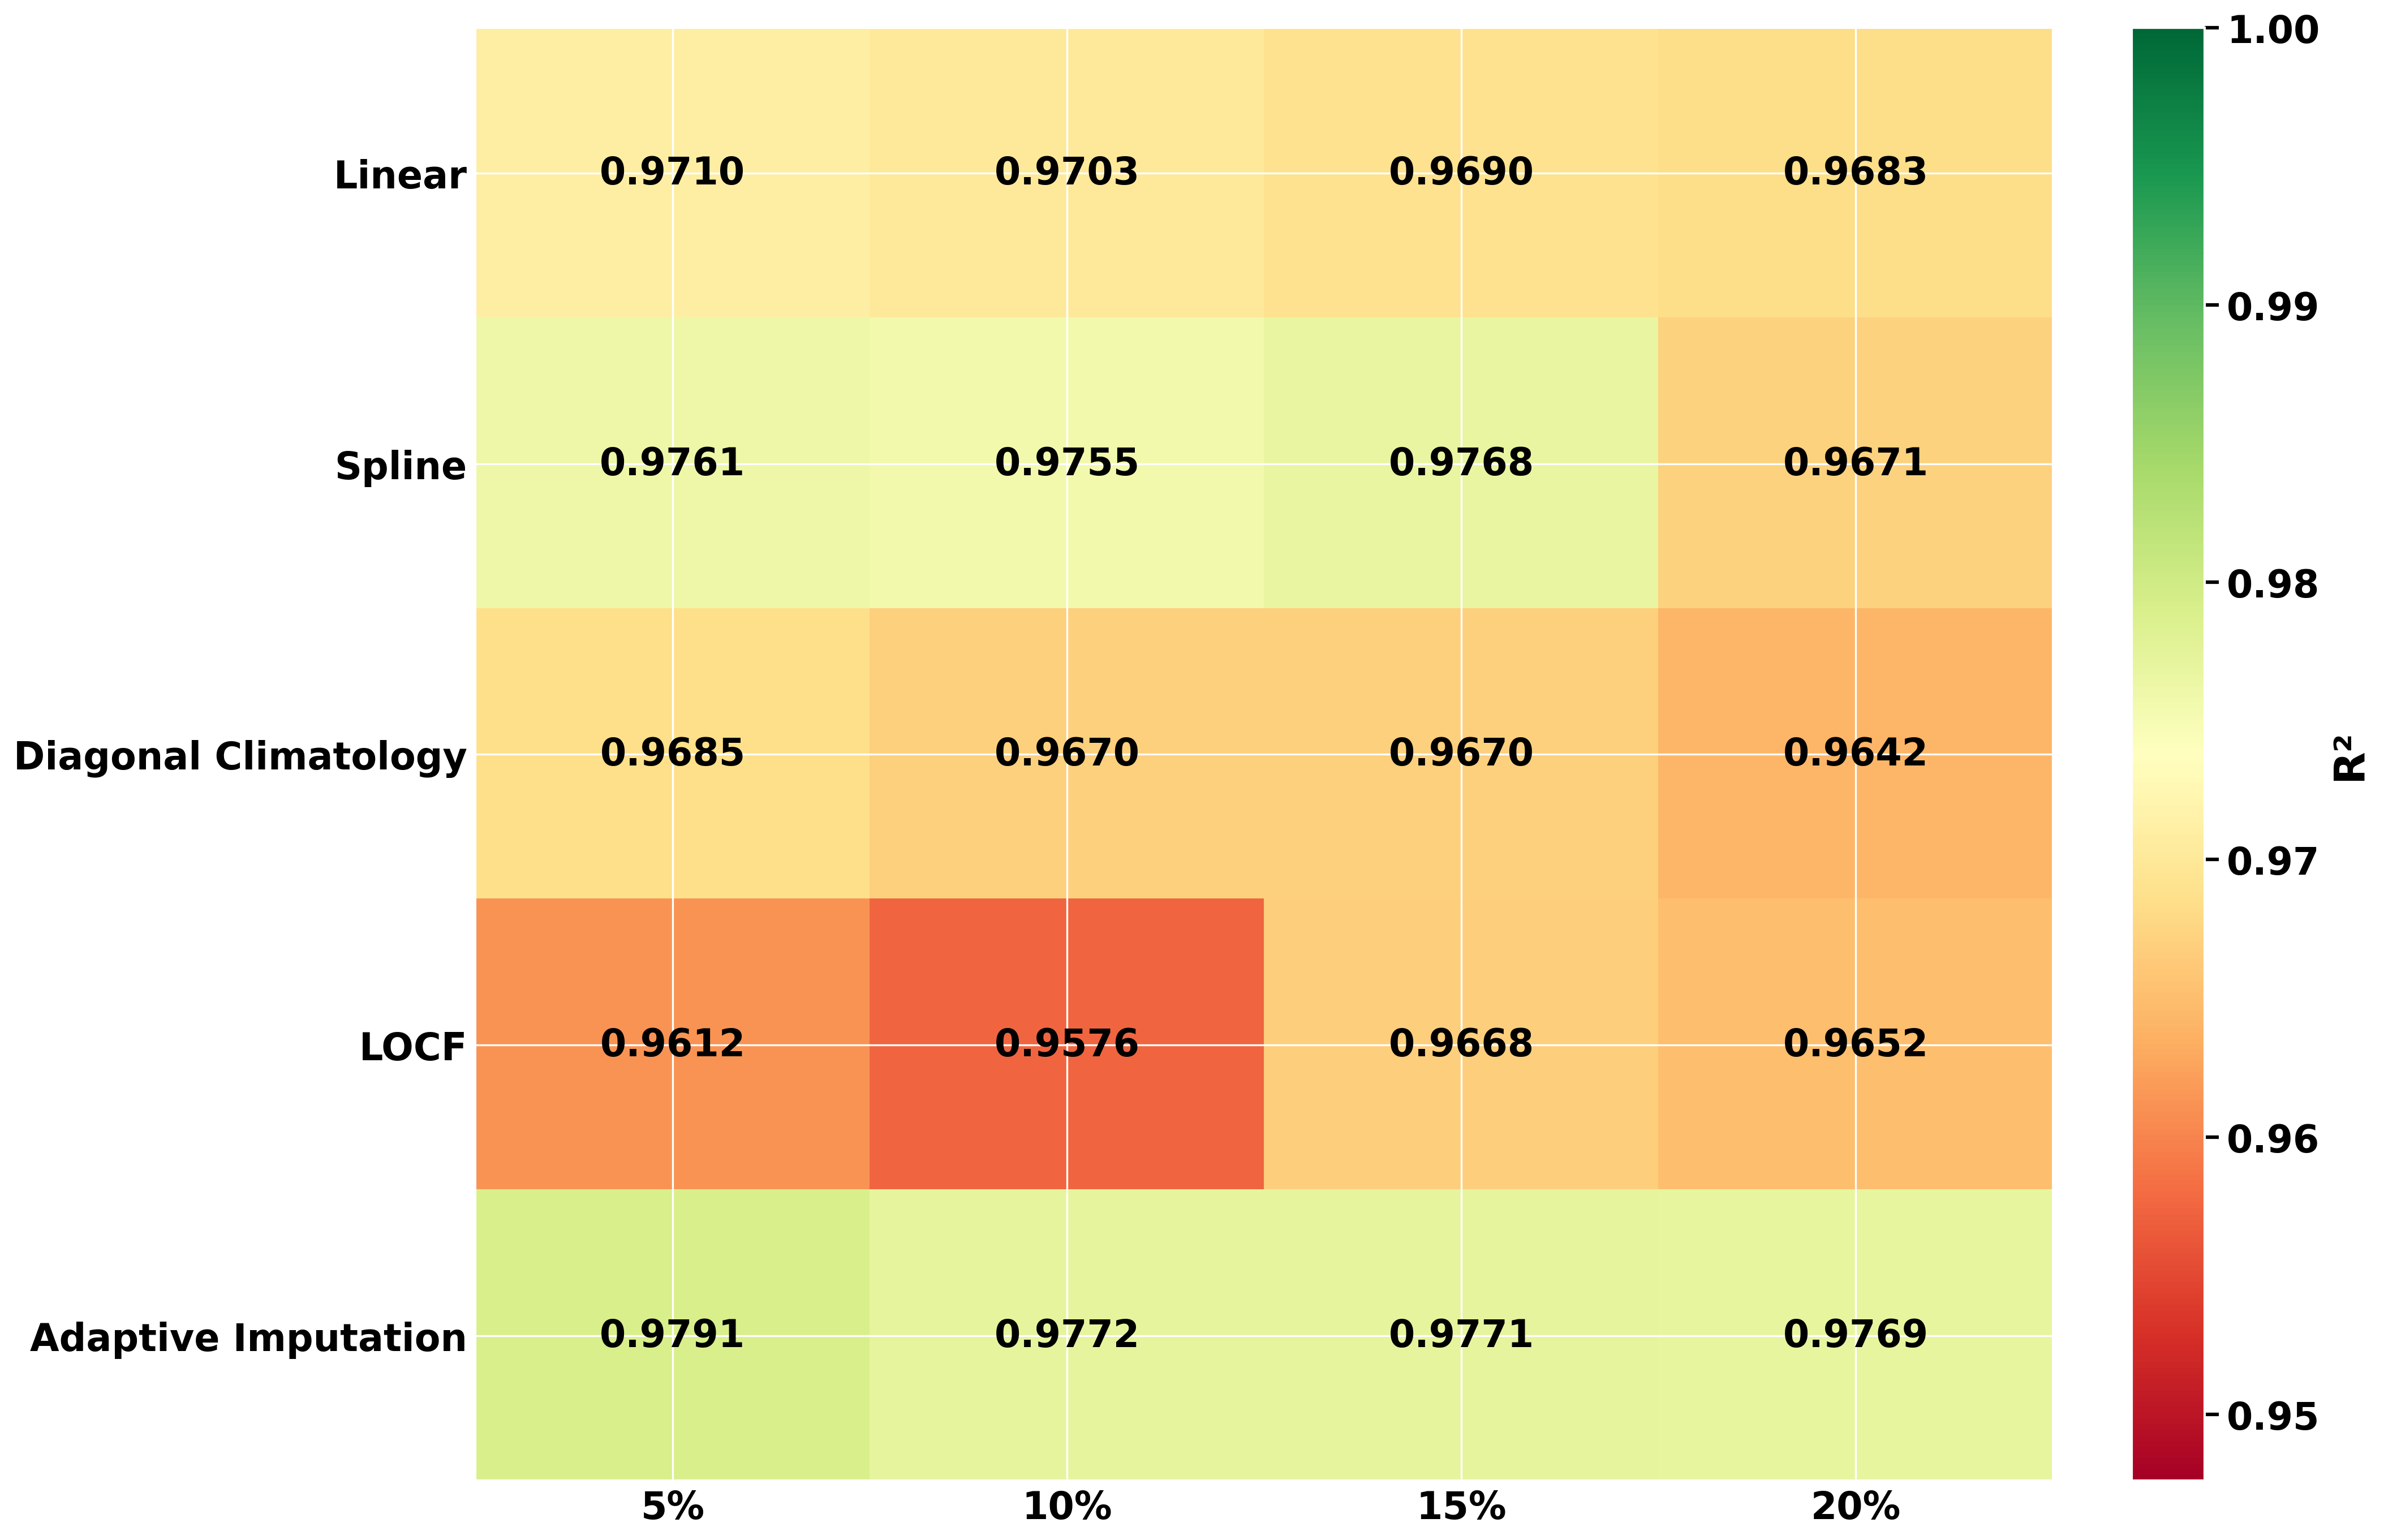 Linear 0.9710 0.9703 0.9690 0.9683
Spline 0.9761 0.9755 0.9768 0.9671
Diagonal Climatology 0.9685 0.9670 0.9670 0.9642
LOCF 0.9612 0.9576 0.9668 0.9652
Adaptive Imputation 0.9791 0.9772 0.9771 0.9769
5% 10% 15% 20%
1.00
0.99
0.98
0.97
0.96
0.95
R²